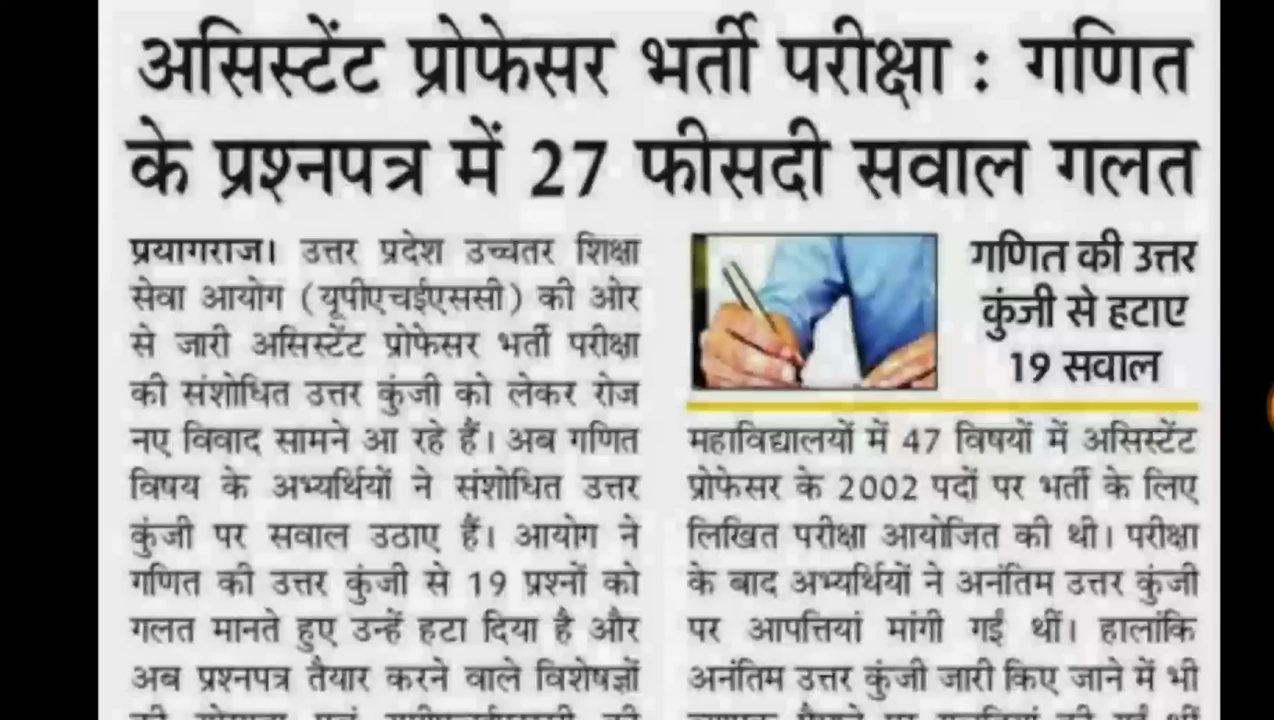 असिस्टेंट प्रोफेसर भर्ती परीक्षा : गणित
के प्रश्नपत्र में 27 फीसदी सवाल गलत
प्रयागराज। उत्तर प्रदेश उच्चतर शिक्षा
सेवा आयोग (यूपीएचईएससी) की ओर
से जारी असिस्टेंट प्रोफेसर भर्ती परीक्षा
की संशोधित उत्तर कुंजी को लेकर रोज
नए विवाद सामने आ रहे हैं। अब गणित
विषय के अभ्यर्थियों ने संशोधित उत्तर
कुंजी पर सवाल उठाए हैं। आयोग ने
गणित की उत्तर कुंजी से 19 प्रश्नों को
गलत मानते हुए उन्हें हटा दिया है और
अब प्रश्नपत्र तैयार करने वाले विशेषज्ञों
गणित की उत्तर
कुंजी से हटाए
19 सवाल
महाविद्यालयों में 47 विषयों में असिस्टेंट
प्रोफेसर के 2002 पदों पर भर्ती के लिए
लिखित परीक्षा आयोजित की थी। परीक्षा
के बाद अभ्यर्थियों ने अनंतिम उत्तर कुंजी
पर आपत्तियां मांगी गईं थीं। हालांकि
अनंतिम उत्तर कुंजी जारी किए जाने में भी